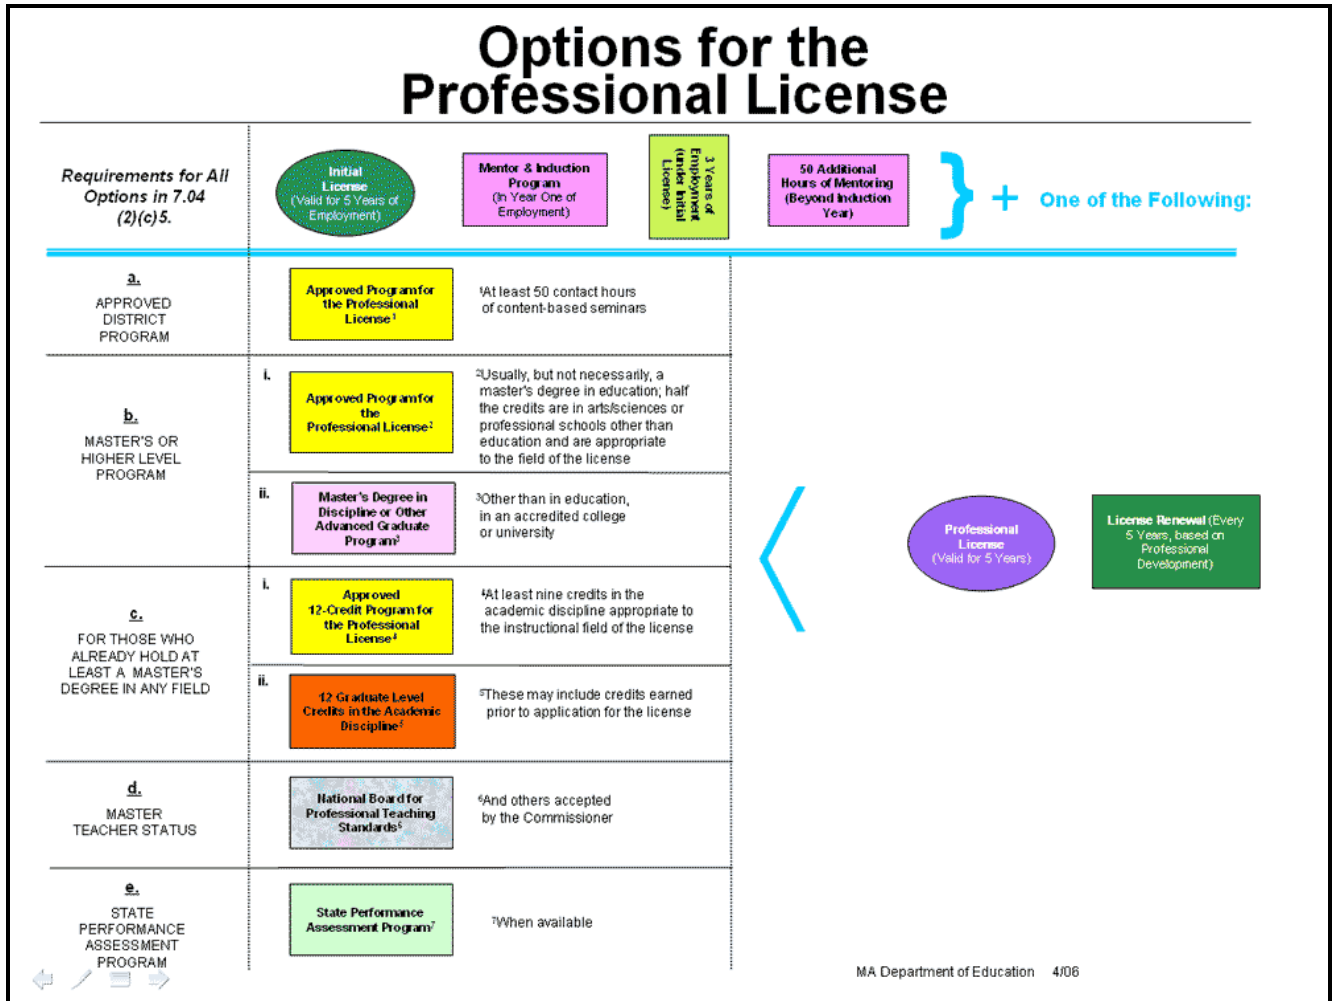 Options for the
Professional License
Requirements for All
Options in 7.04
(2)(c)5.
Initial
License
(Valid for 5 Years of
Employment)
Mentor & Induction
Program
(In Year One of
Employment)
3 Years of
Employment
(under Initial
License)
50 Additional
Hours of Mentoring
(Beyond Induction
Year)
} + One of the Following:
a.
APPROVED
DISTRICT
PROGRAM
Approved Program for
the Professional
License¹
¹At least 50 contact hours
of content-based seminars
b.
MASTER'S OR
HIGHER LEVEL
PROGRAM
i.
Approved Program for
the
Professional License²
²Usually, but not necessarily, a
master's degree in education; half
the credits are in arts/sciences or
professional schools other than
education and are appropriate
to the field of the license
ii.
Master's Degree in
Discipline or Other
Advanced Graduate
Program³
³Other than in education,
in an accredited college
or university
c.
FOR THOSE WHO
ALREADY HOLD AT
LEAST A MASTER'S
DEGREE IN ANY FIELD
i.
Approved
12-Credit Program for
the Professional
License⁴
⁴At least nine credits in the
academic discipline appropriate to
the instructional field of the license
ii.
12 Graduate Level
Credits in the Academic
Discipline⁵
⁵These may include credits earned
prior to application for the license
d.
MASTER
TEACHER STATUS
National Board for
Professional Teaching
Standards⁶
⁶And others accepted
by the Commissioner
e.
STATE
PERFORMANCE
ASSESSMENT
PROGRAM
State Performance
Assessment Program⁷
⁷When available
Professional
License
(Valid for 5 Years)
License Renewal (Every
5 Years, based on
Professional
Development)
MA Department of Education 4/06